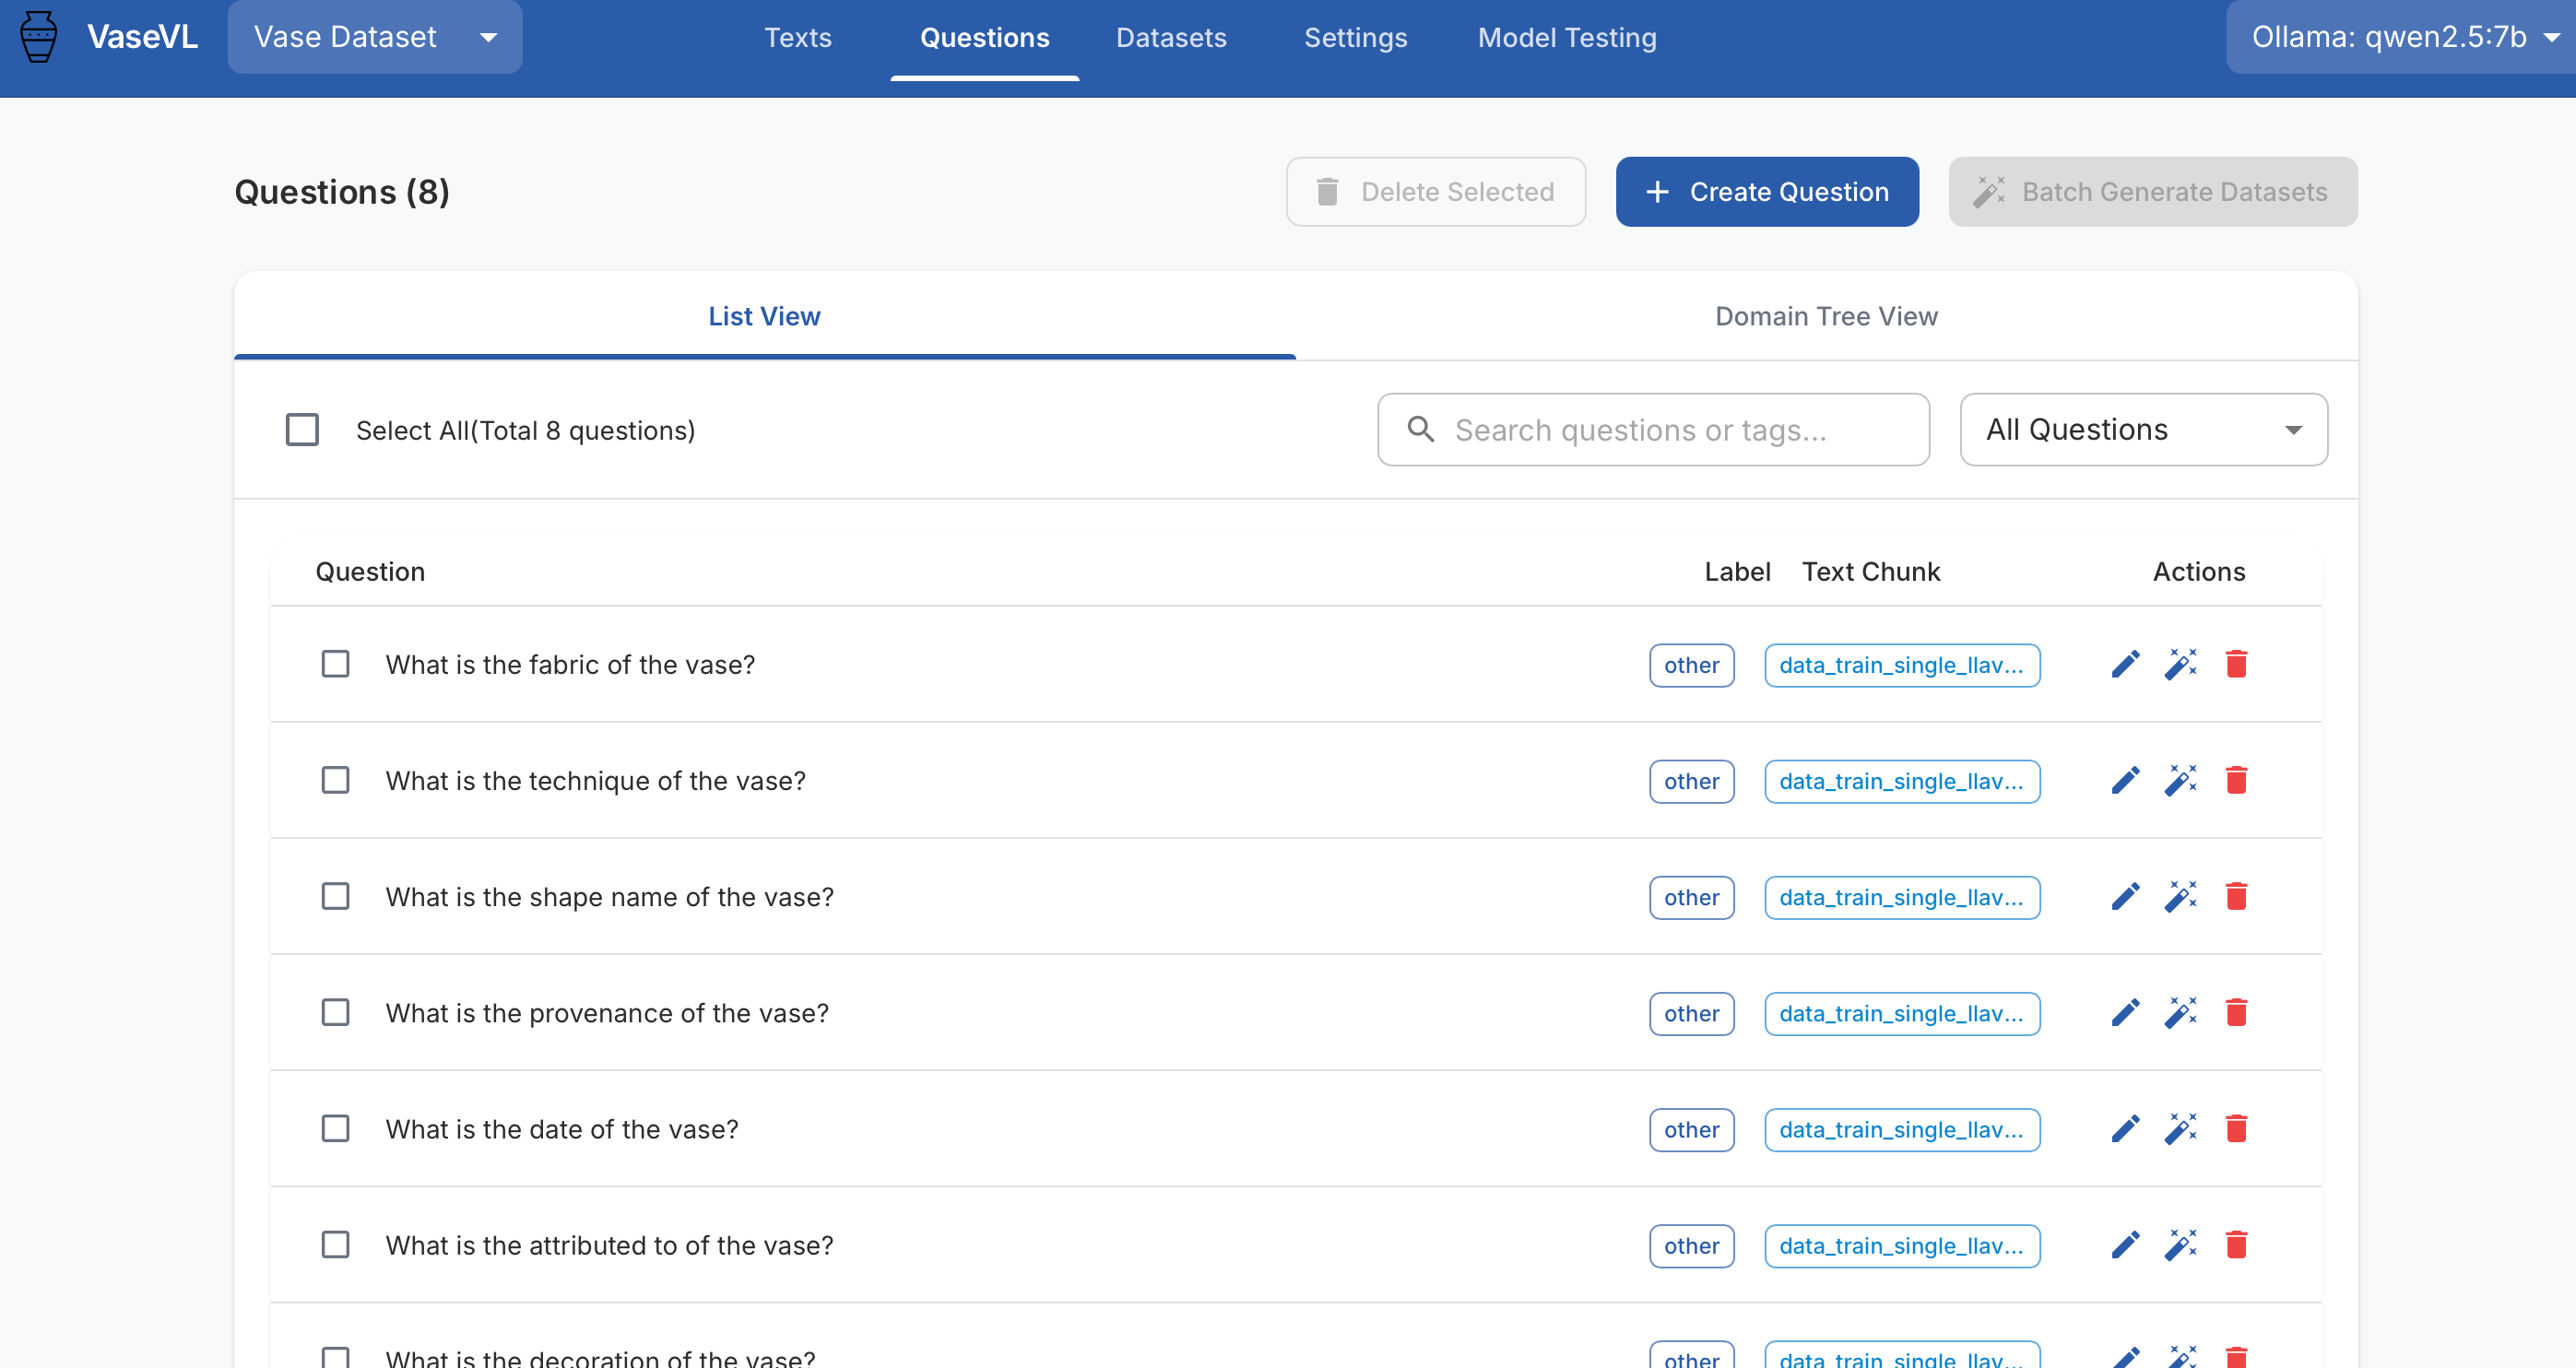 VaseVL Vase Dataset Texts Questions Datasets Settings Model Testing Ollama: qwen2.5:7b
Questions (8) Delete Selected Create Question Batch Generate Datasets
List View Domain Tree View
Select All(Total 8 questions) Search questions or tags... All Questions
Question Label Text Chunk Actions
What is the fabric of the vase? other data_train_single_llav...
What is the technique of the vase? other data_train_single_llav...
What is the shape name of the vase? other data_train_single_llav...
What is the provenance of the vase? other data_train_single_llav...
What is the date of the vase? other data_train_single_llav...
What is the attributed to of the vase? other data_train_single_llav...
What is the decoration of the vase? other data_train_single_llav...